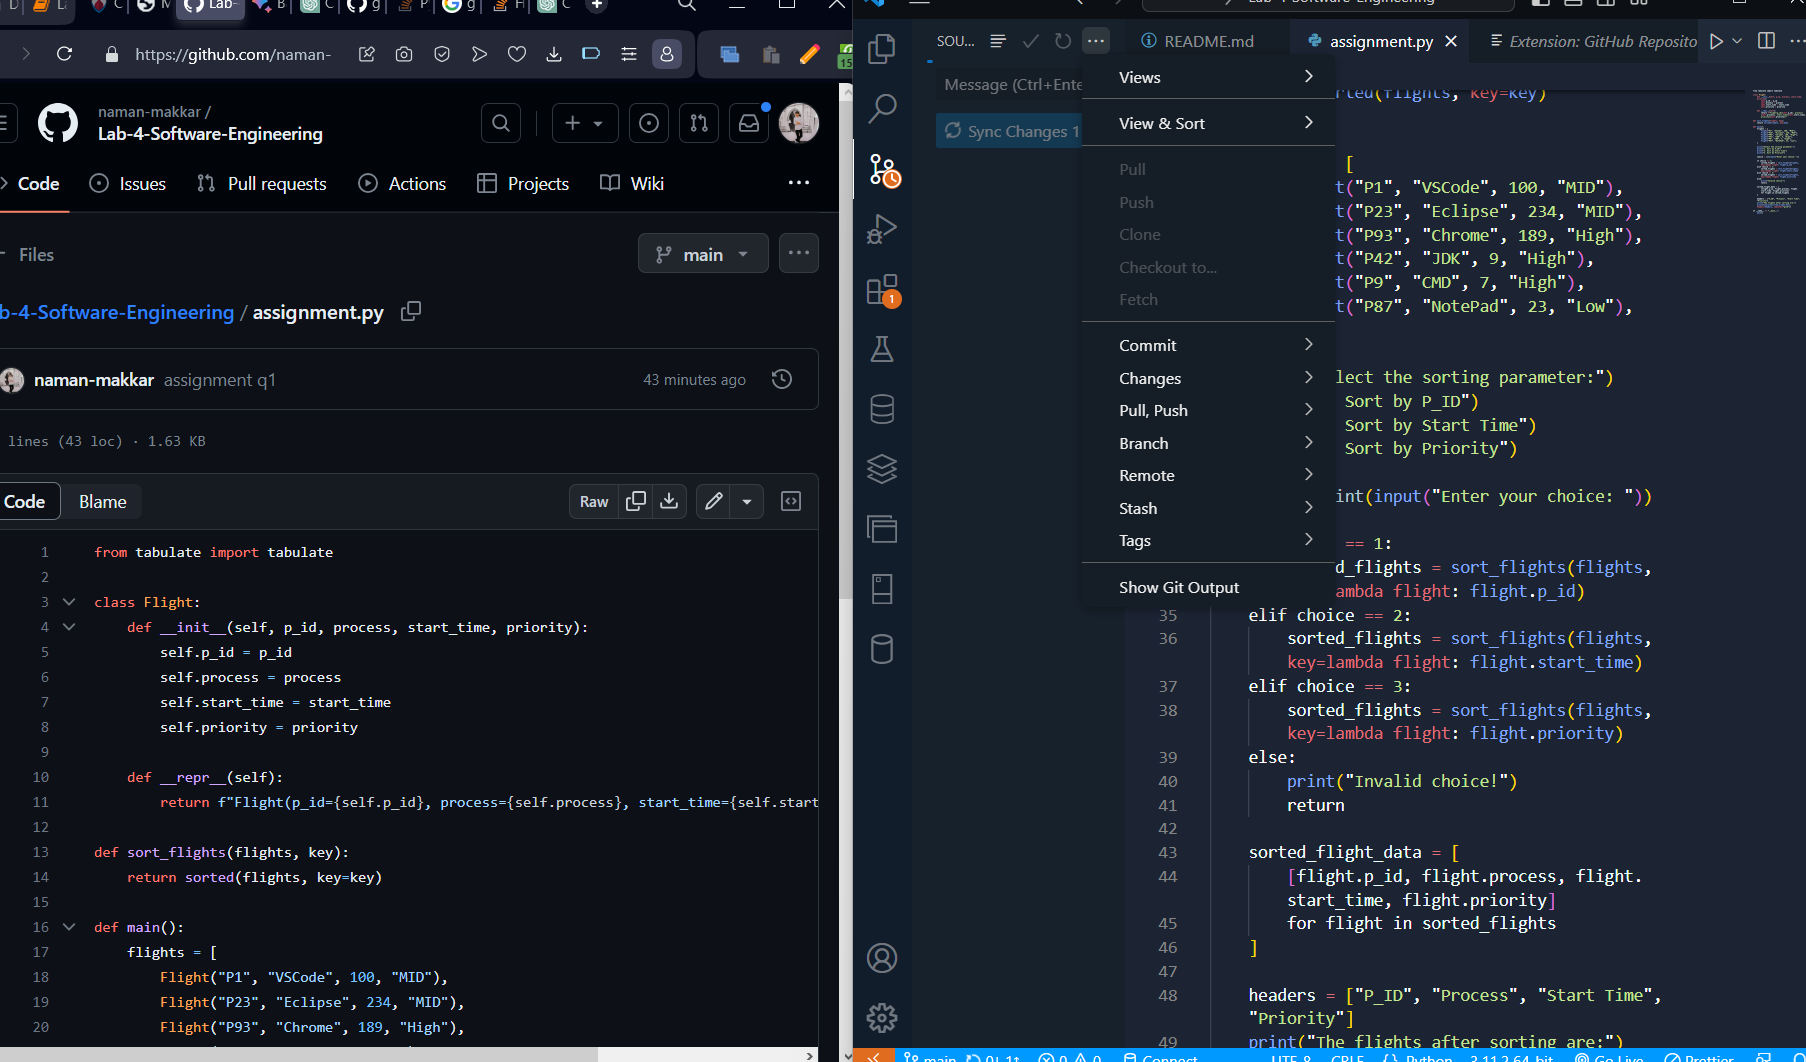 https://github.com/naman-
naman-makkar /
Lab-4-Software-Engineering
Code
Issues
Pull requests
Actions
Projects
Wiki
Files
main
b-4-Software-Engineering / assignment.py
naman-makkar assignment q1
43 minutes ago
lines (43 loc) · 1.63 KB
Code
Blame
Raw
1 from tabulate import tabulate
2
3 class Flight:
4 def __init__(self, p_id, process, start_time, priority):
5 self.p_id = p_id
6 self.process = process
7 self.start_time = start_time
8 self.priority = priority
9
10 def __repr__(self):
11 return f"Flight(p_id={self.p_id}, process={self.process}, start_time={self.start
12
13 def sort_flights(flights, key):
14 return sorted(flights, key=key)
15
16 def main():
17 flights = [
18 Flight("P1", "VSCode", 100, "MID"),
19 Flight("P23", "Eclipse", 234, "MID"),
20 Flight("P93", "Chrome", 189, "High"),
SOU...
README.md
assignment.py
Extension: GitHub Reposito
Message (Ctrl+Ente
Sync Changes 1
1
Views
View & Sort
Pull
Push
Clone
Checkout to...
Fetch
Commit
Changes
Pull, Push
Branch
Remote
Stash
Tags
Show Git Output
rted(flights, key=key)
[
t("P1", "VSCode", 100, "MID"),
t("P23", "Eclipse", 234, "MID"),
t("P93", "Chrome", 189, "High"),
t("P42", "JDK", 9, "High"),
t("P9", "CMD", 7, "High"),
t("P87", "NotePad", 23, "Low"),
lect the sorting parameter:")
Sort by P_ID")
Sort by Start Time")
Sort by Priority")
int(input("Enter your choice: "))
== 1:
d_flights = sort_flights(flights,
mbda flight: flight.p_id)
35 elif choice == 2:
36 sorted_flights = sort_flights(flights,
key=lambda flight: flight.start_time)
37 elif choice == 3:
38 sorted_flights = sort_flights(flights,
key=lambda flight: flight.priority)
39 else:
40 print("Invalid choice!")
41 return
42
43 sorted_flight_data = [
44 [flight.p_id, flight.process, flight.
start_time, flight.priority]
45 for flight in sorted_flights
46 ]
47
48 headers = ["P_ID", "Process", "Start Time",
"Priority"]
49 print("The flights after sorting are:")
main 0↓ 1↑ 0 0 Connect UTF-8 CRLF Python 3.11.2 64-bit Go Live Prettier